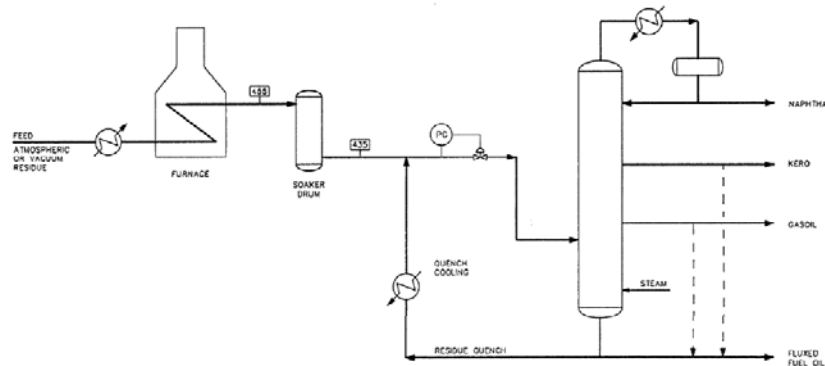 FEED
ATMOSPHERIC
OR VACUUM
RESIDUE
FURNACE
455
SOAKER
DRUM
435
PC
QUENCH
COOLING
RESIDUE QUENCH
STEAM
NAPHTHA
KERO
GASOIL
FLUXED
FUEL OIL